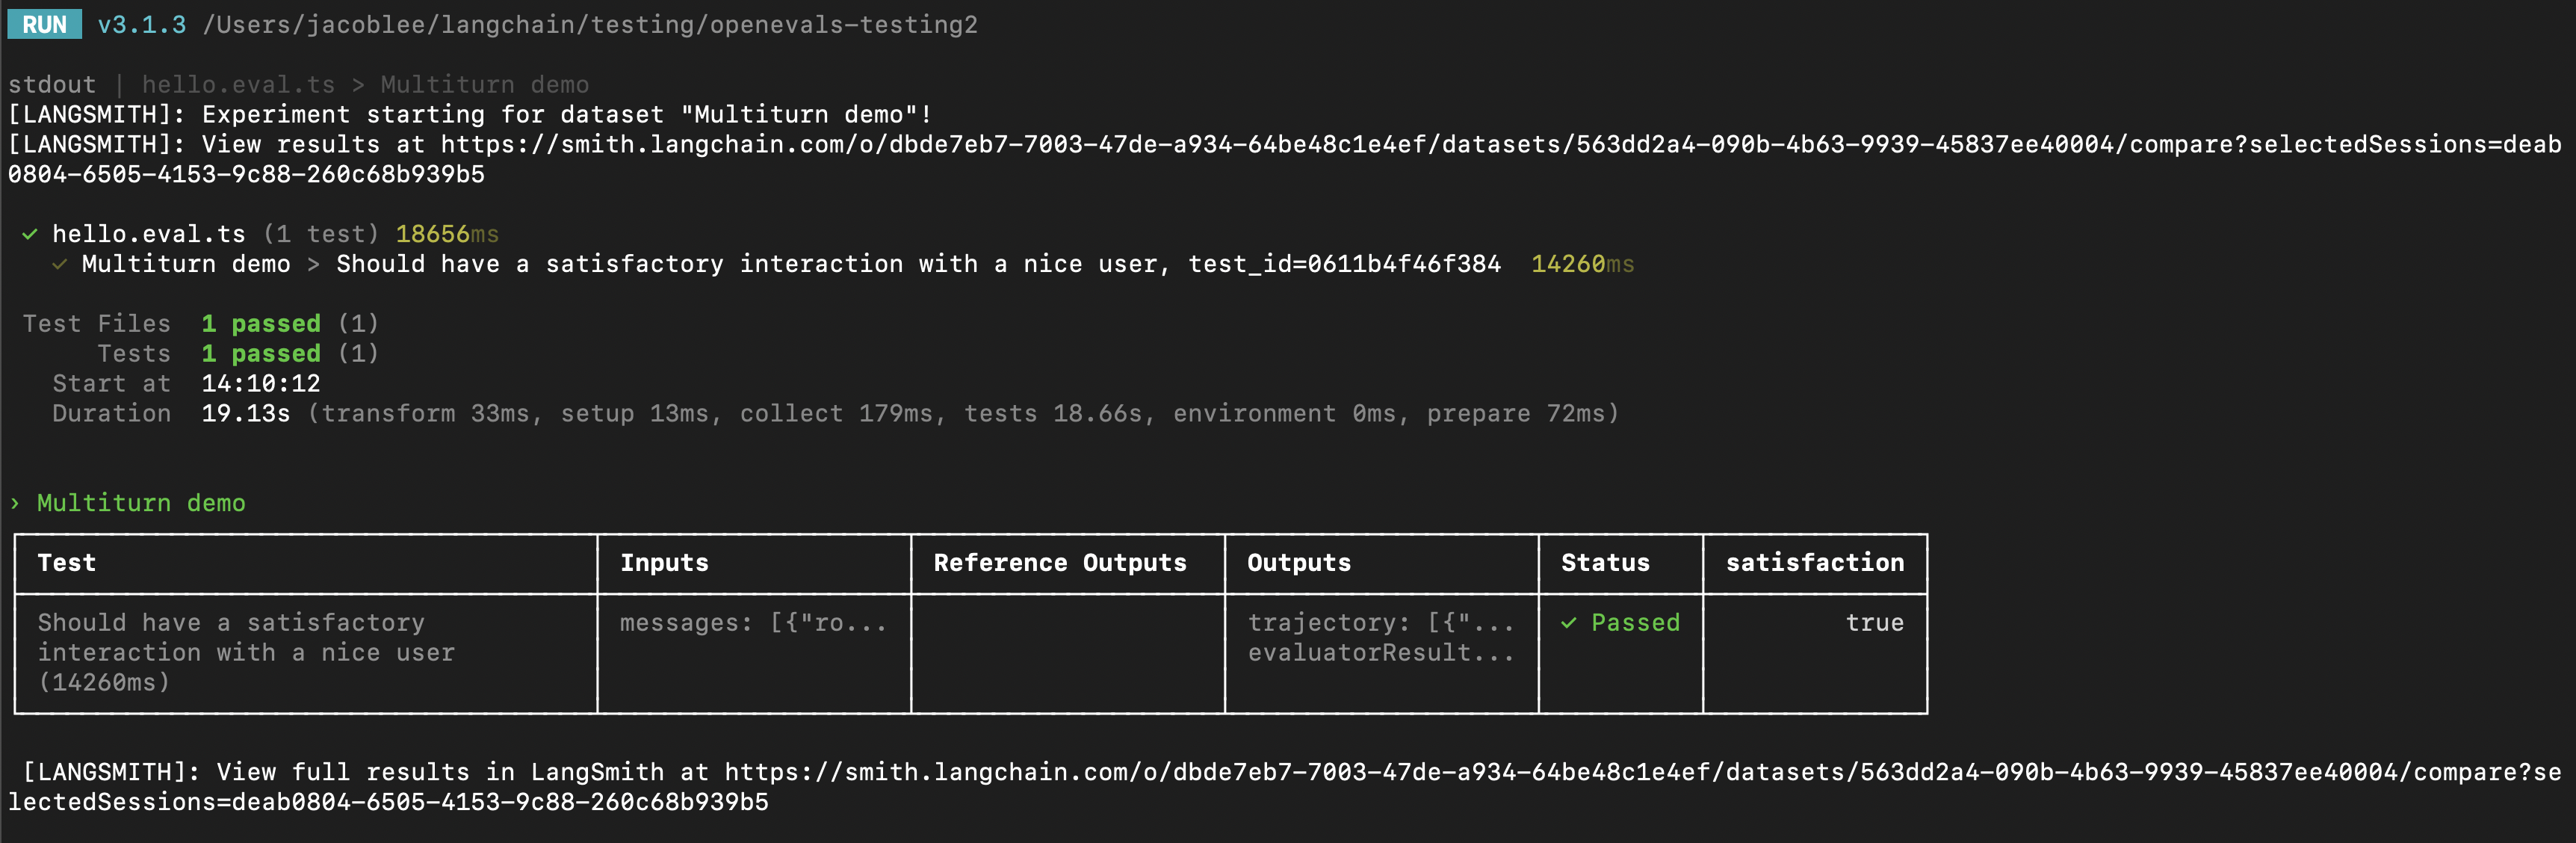 RUN v3.1.3 /Users/jacoblee/langchain/testing/openevals-testing2
stdout | hello.eval.ts > Multiturn demo
[LANGSMITH]: Experiment starting for dataset "Multiturn demo"!
[LANGSMITH]: View results at https://smith.langchain.com/o/dbde7eb7-7003-47de-a934-64be48c1e4ef/datasets/563dd2a4-090b-4b63-9939-45837ee40004/compare?selectedSessions=deab
0804-6505-4153-9c88-260c68b939b5
✓ hello.eval.ts (1 test) 18656ms
✓ Multiturn demo > Should have a satisfactory interaction with a nice user, test_id=0611b4f46f384 14260ms
Test Files 1 passed (1)
Tests 1 passed (1)
Start at 14:10:12
Duration 19.13s (transform 33ms, setup 13ms, collect 179ms, tests 18.66s, environment 0ms, prepare 72ms)
› Multiturn demo
Test Inputs Reference Outputs Outputs Status satisfaction
Should have a satisfactory messages: [{"ro... trajectory: [{"... ✓ Passed true
interaction with a nice user evaluatorResult...
(14260ms)
[LANGSMITH]: View full results in LangSmith at https://smith.langchain.com/o/dbde7eb7-7003-47de-a934-64be48c1e4ef/datasets/563dd2a4-090b-4b63-9939-45837ee40004/compare?se
lectedSessions=deab0804-6505-4153-9c88-260c68b939b5